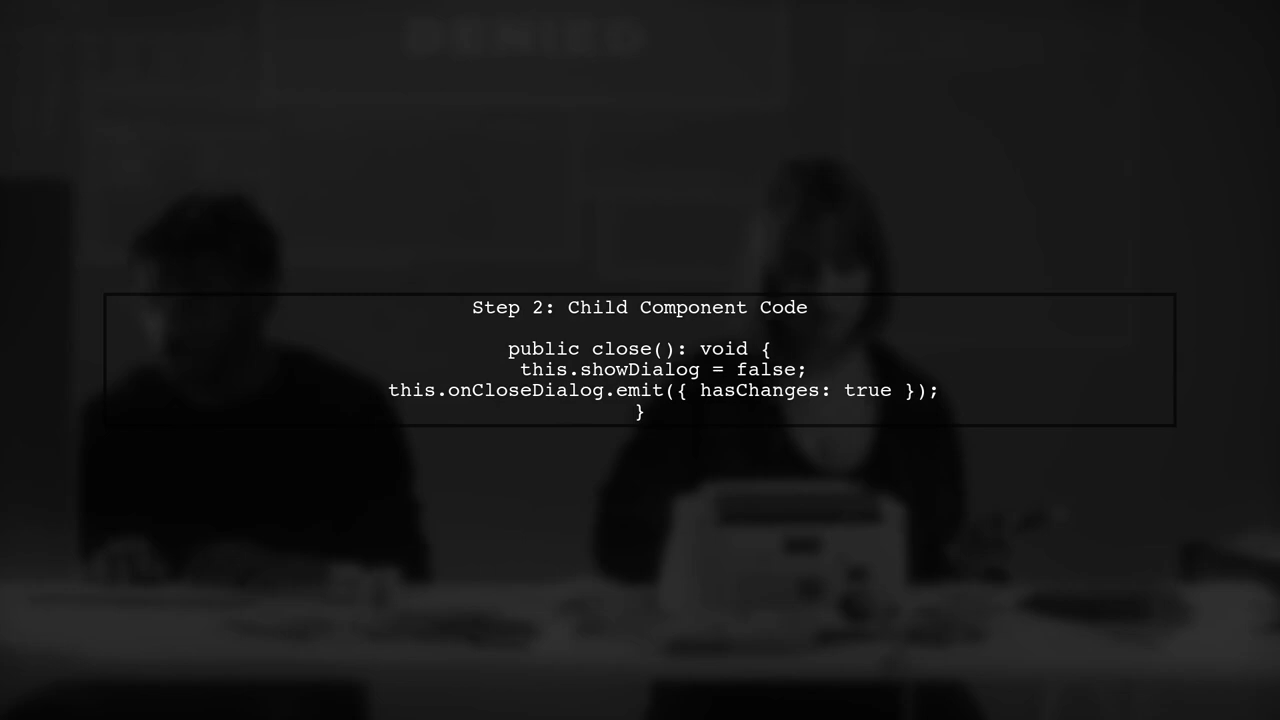 Step 2: Child Component Code
public close(): void {
this.showDialog = false;
this.onCloseDialog.emit({ hasChanges: true });
}